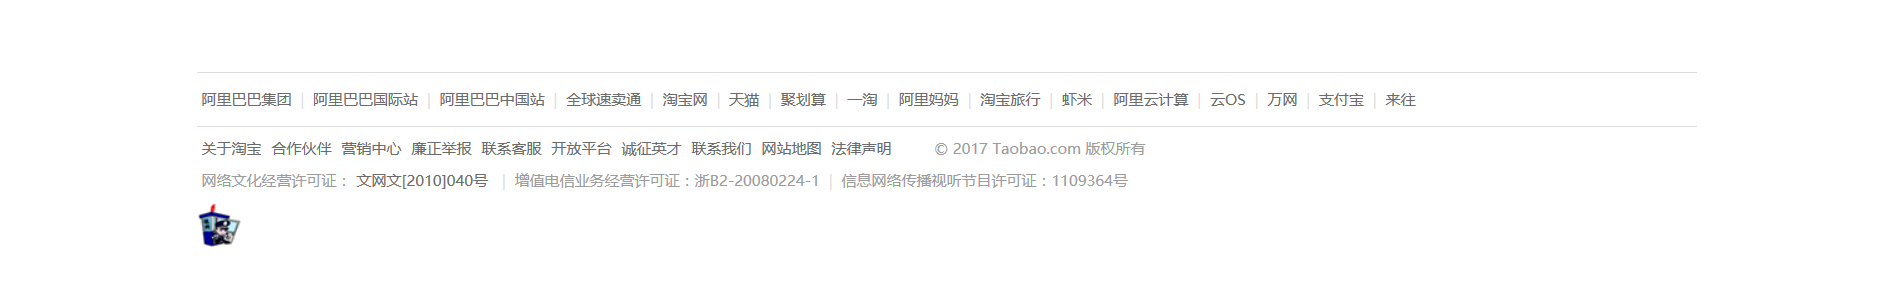 阿里巴巴集团 | 阿里巴巴国际站 | 阿里巴巴中国站 | 全球速卖通 | 淘宝网 | 天猫 | 聚划算 | 一淘 | 阿里妈妈 | 淘宝旅行 | 虾米 | 阿里云计算 | 云OS | 万网 | 支付宝 | 来往
关于淘宝 合作伙伴 营销中心 廉正举报 联系客服 开放平台 诚征英才 联系我们 网站地图 法律声明 © 2017 Taobao.com 版权所有
网络文化经营许可证： 文网文[2010]040号 | 增值电信业务经营许可证：浙B2-20080224-1 | 信息网络传播视听节目许可证：1109364号